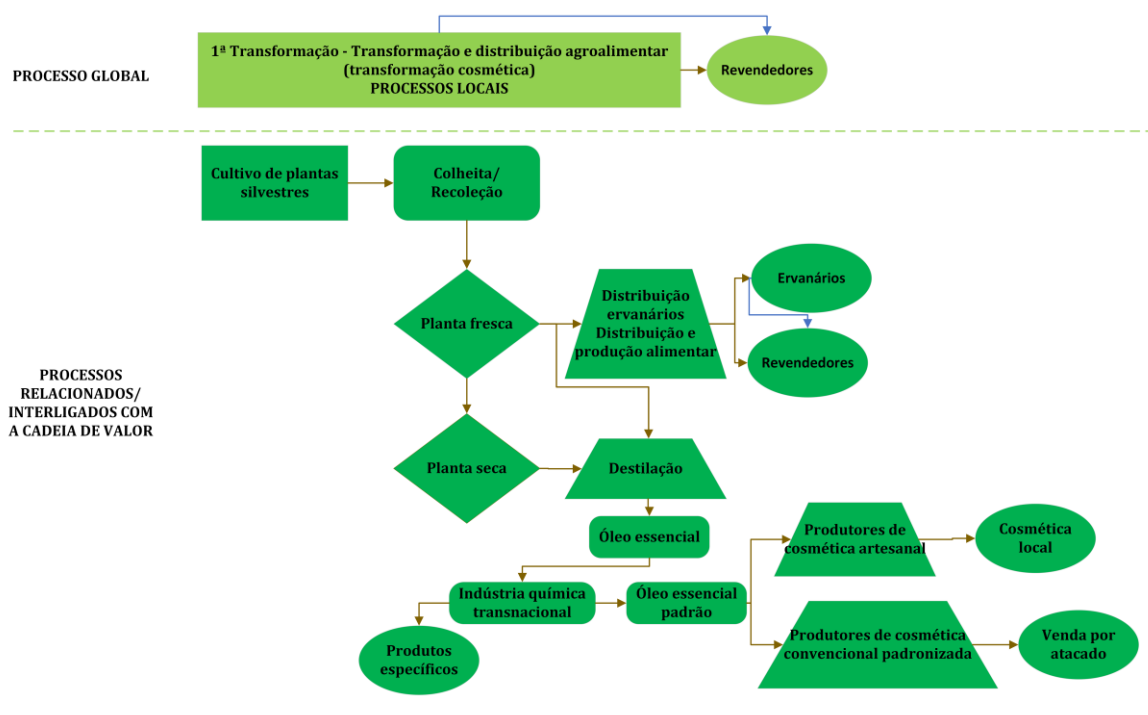 1ª Transformação - Transformação e distribuição agroalimentar
(transformação cosmética)
PROCESSOS LOCAIS
Revendedores
PROCESSO GLOBAL
Cultivo de plantas
silvestres
Colheita/
Recoleção
Planta fresca
Distribuição
ervanários
Distribuição e
produção alimentar
Ervanários
Revendedores
PROCESSOS
RELACIONADOS/
INTERLIGADOS COM
A CADEIA DE VALOR
Planta seca
Destilação
Óleo essencial
Produtores de
cosmética artesanal
Cosmética
local
Indústria química
transnacional
Óleo essencial
padrão
Produtos
específicos
Produtores de cosmética
convencional padronizada
Venda por
atacado